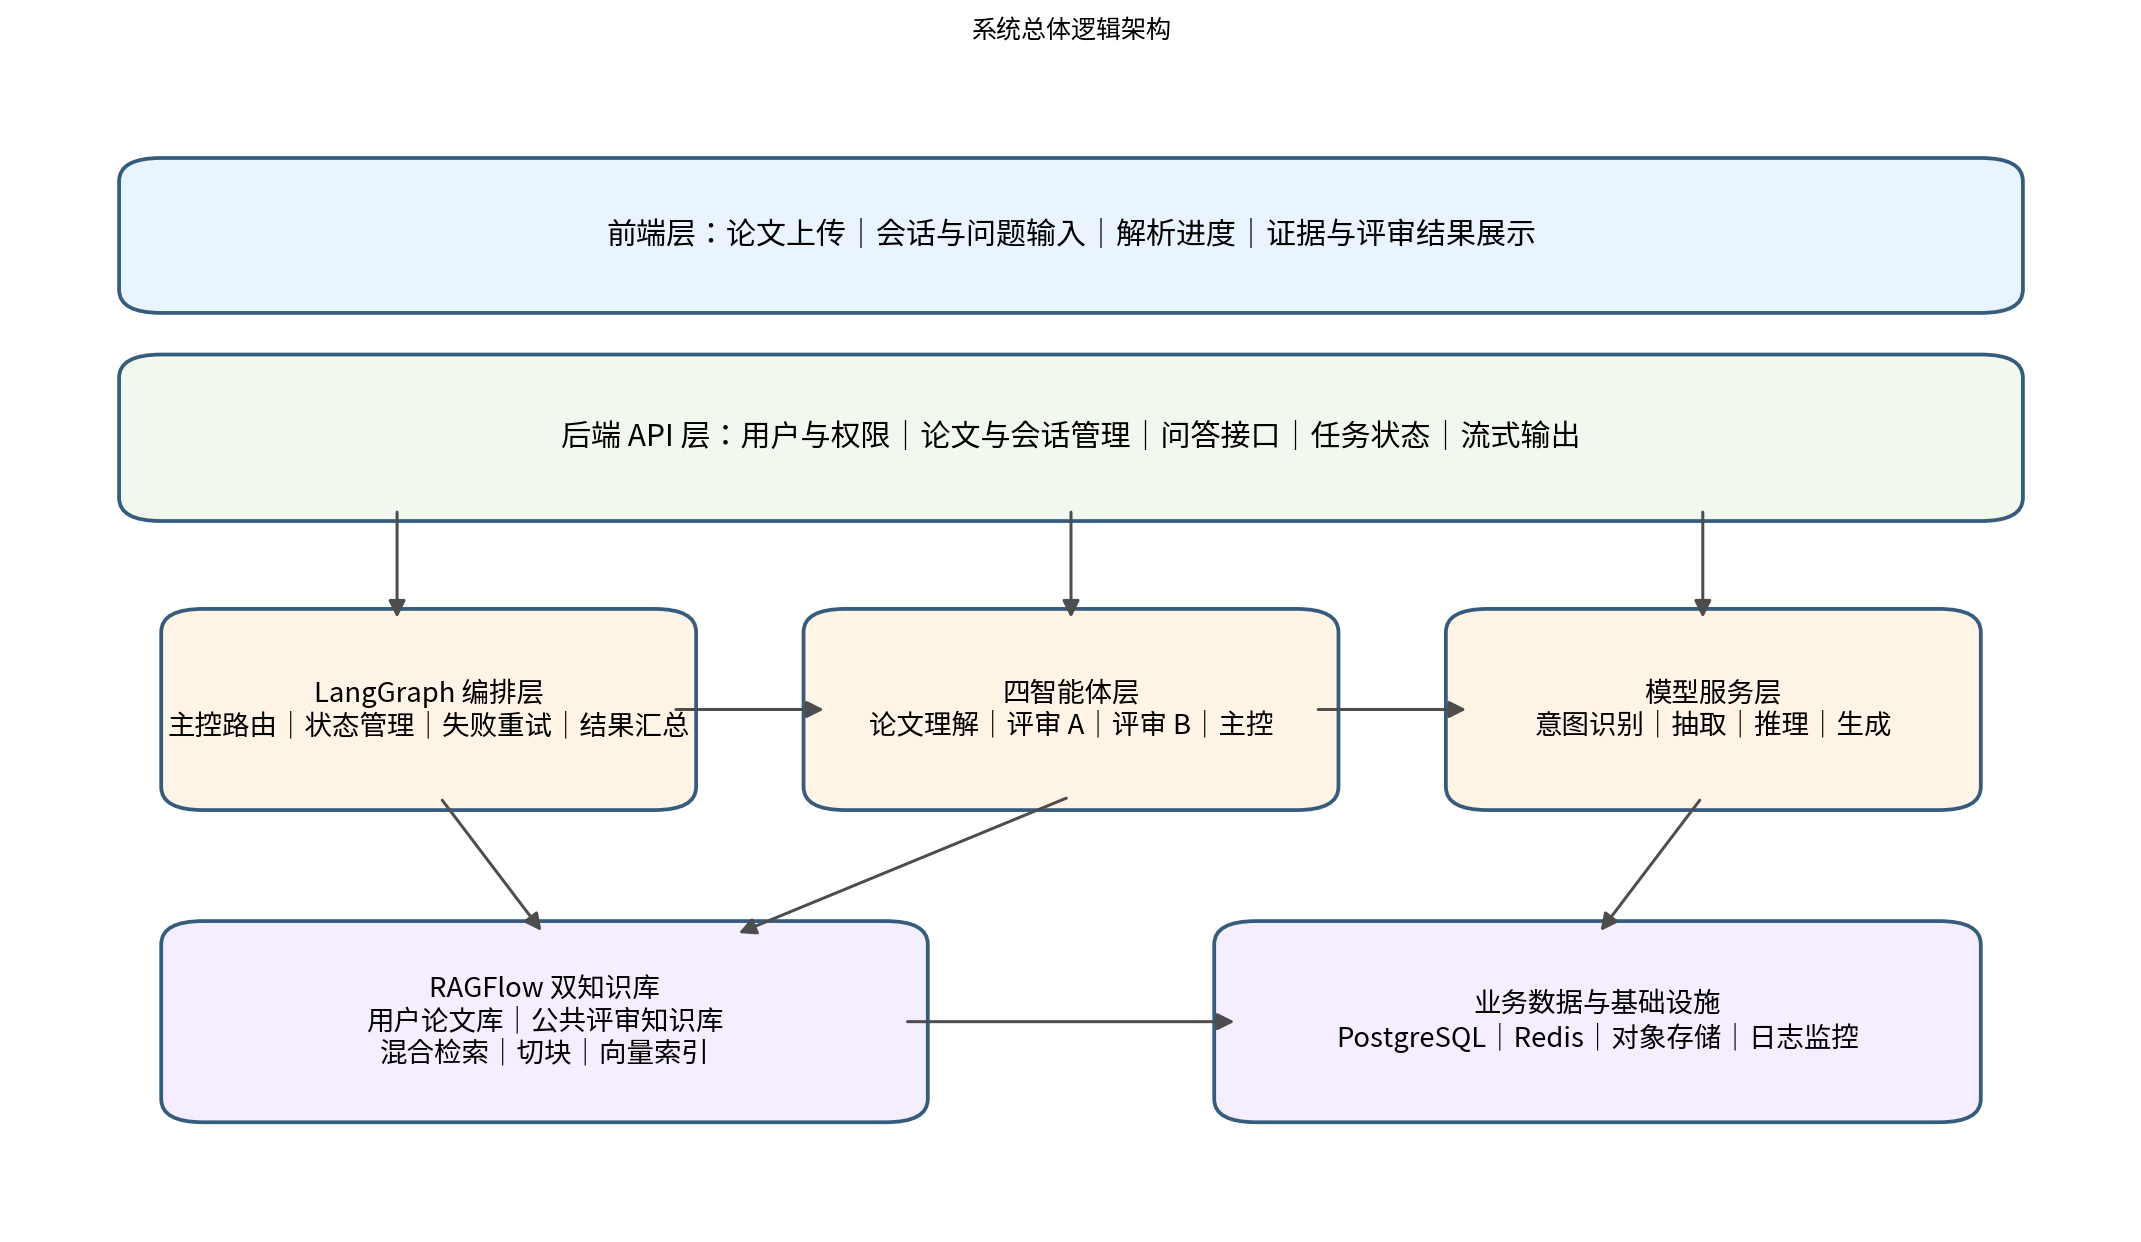 系统总体逻辑架构
前端层：论文上传｜会话与问题输入｜解析进度｜证据与评审结果展示
后端 API 层：用户与权限｜论文与会话管理｜问答接口｜任务状态｜流式输出
LangGraph 编排层
主控路由｜状态管理｜失败重试｜结果汇总
四智能体层
论文理解｜评审 A｜评审 B｜主控
模型服务层
意图识别｜抽取｜推理｜生成
RAGFlow 双知识库
用户论文库｜公共评审知识库
混合检索｜切块｜向量索引
业务数据与基础设施
PostgreSQL｜Redis｜对象存储｜日志监控